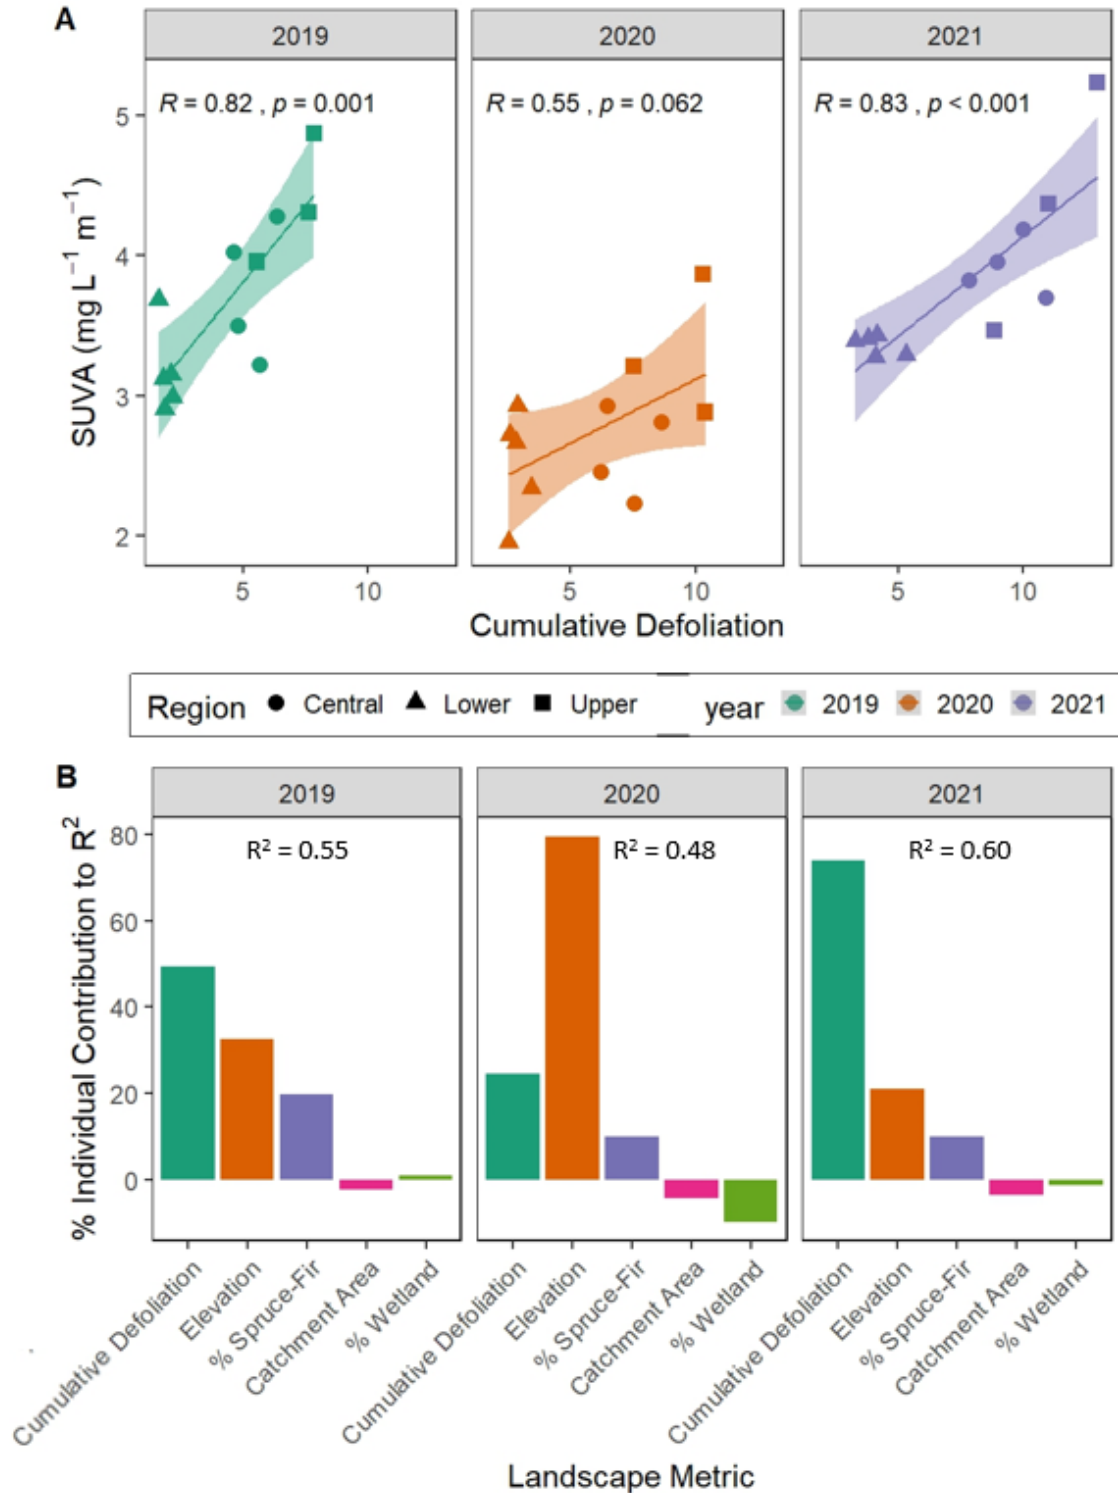 A
2019 2020 2021
R = 0.82 , p = 0.001
R = 0.55 , p = 0.062
R = 0.83 , p < 0.001
SUVA (mg L⁻¹ m⁻¹)
5
4
3
2
5 10 5 10 5 10
Cumulative Defoliation
Region Central Lower Upper year 2019 2020 2021
B
2019 2020 2021
R² = 0.55 R² = 0.48 R² = 0.60
% Individual Contribution to R²
80
60
40
20
0
Cumulative Defoliation
Elevation
% Spruce-Fir
Catchment Area
% Wetland
Cumulative Defoliation
Elevation
% Spruce-Fir
Catchment Area
% Wetland
Cumulative Defoliation
Elevation
% Spruce-Fir
Catchment Area
% Wetland
Landscape Metric